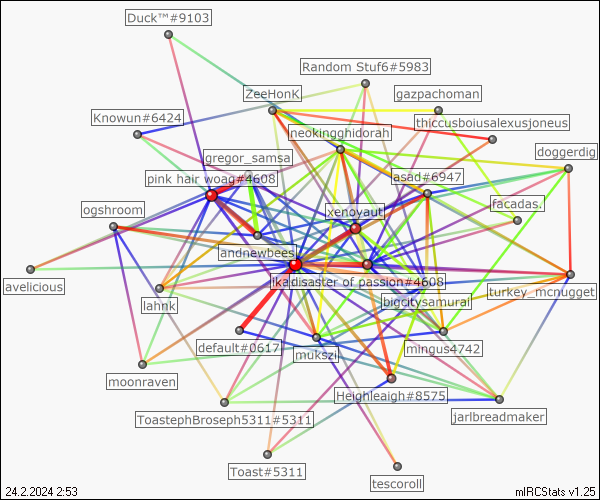 Duck™#9103
Random Stuf6#5983
ZeeHonK
gazpachoman
Knowun#6424
thiccusboiusalexusjoneus
neokingghidorah
doggerdig
gregor_samsa
pink hair woag#4608
asad#6947
facadas.
ogshroom
xenoyaut
andnewbees
disaster of passion#4608
avelicious
turkey_mcnugget
lahnk
bigcitysamurai
default#0617
mukszi
mingus4742
moonraven
Heighleaigh#8575
ToastephBroseph5311#5311
jarlbreadmaker
Toast#5311
tescoroll
24.2.2024 2:53
mIRCStats v1.25